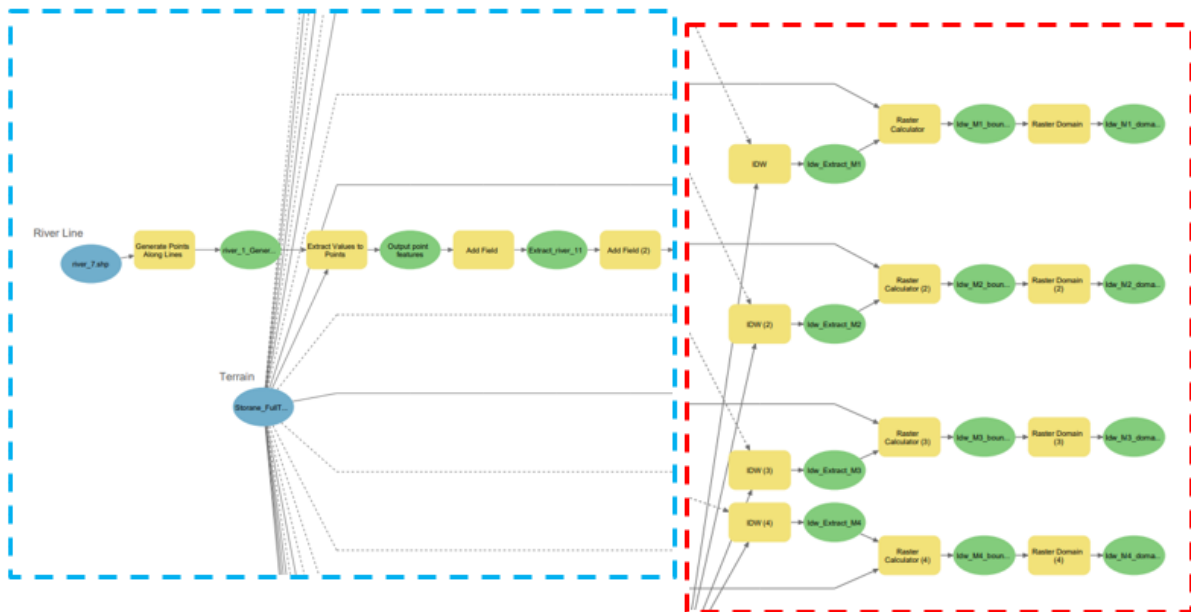 River Line
river_7.shp
Generate Points
Along Lines
river_1_Gener...
Extract Values to
Points
Output point
features
Add Field
Extract_river_11
Add Field (2)
Terrain
Storane_FullT...
IDW
Idw_Extract_M1
Raster
Calculator
Idw_M1_boun...
Raster Domain
Idw_M1_doma...
IDW (2)
Idw_Extract_M2
Raster
Calculator (2)
Idw_M2_boun...
Raster Domain
(2)
Idw_M2_doma...
IDW (3)
Idw_Extract_M3
Raster
Calculator (3)
Idw_M3_boun...
Raster Domain
(3)
Idw_M3_doma...
IDW (4)
Idw_Extract_M4
Raster
Calculator (4)
Idw_M4_boun...
Raster Domain
(4)
Idw_M4_doma...